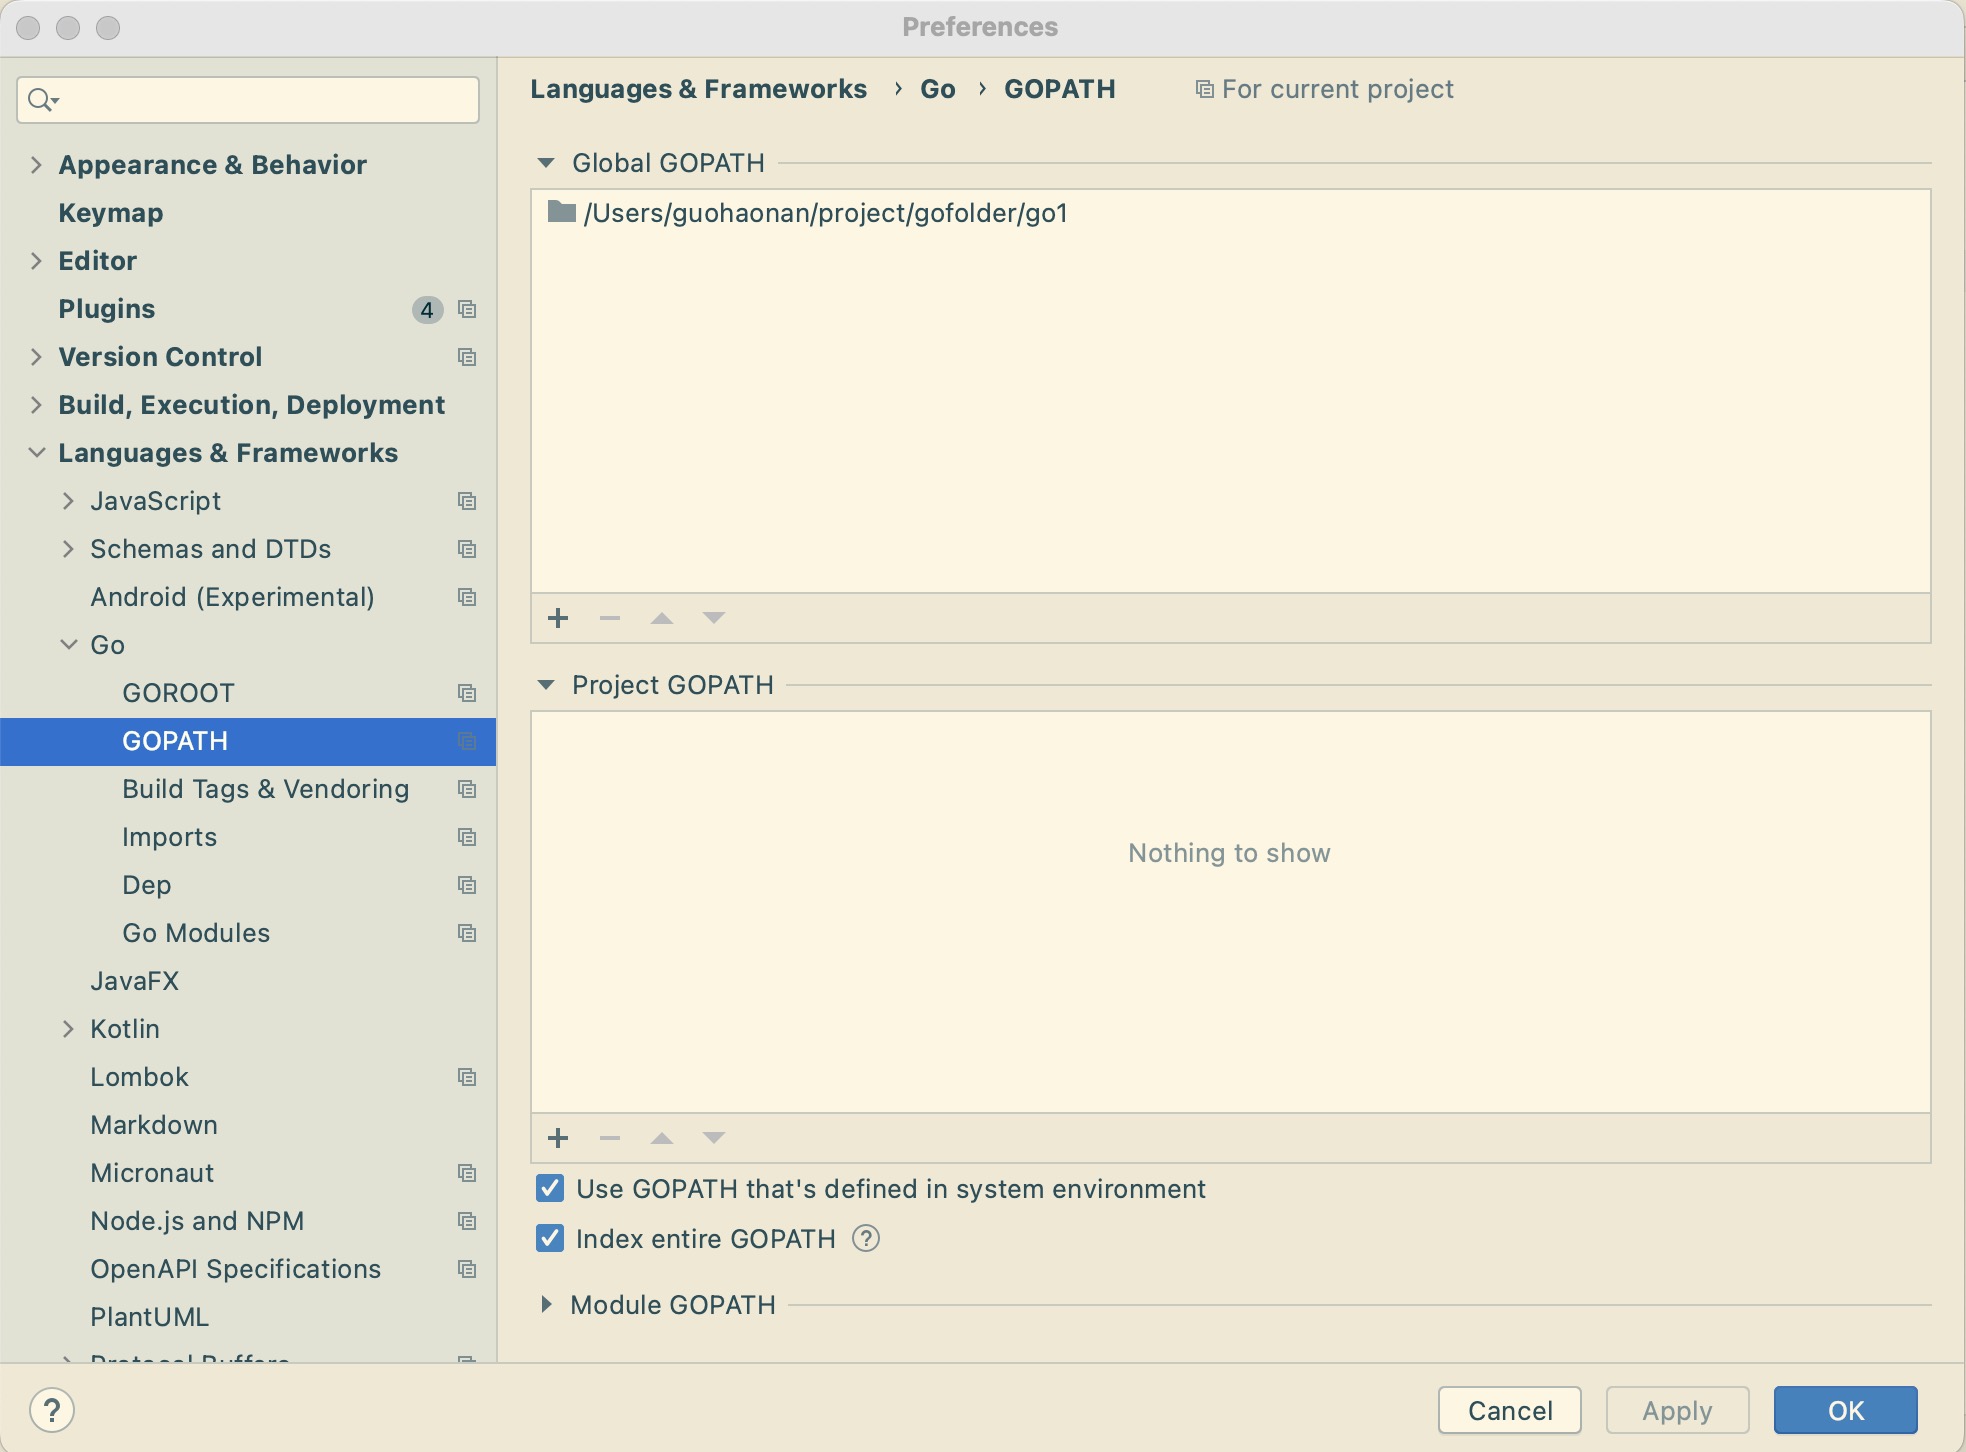 Preferences
Appearance & Behavior
Keymap
Editor
Plugins 4
Version Control
Build, Execution, Deployment
Languages & Frameworks
JavaScript
Schemas and DTDs
Android (Experimental)
Go
GOROOT
GOPATH
Build Tags & Vendoring
Imports
Dep
Go Modules
JavaFX
Kotlin
Lombok
Markdown
Micronaut
Node.js and NPM
OpenAPI Specifications
PlantUML
Protocol Buffers
Languages & Frameworks › Go › GOPATH For current project
Global GOPATH
/Users/guohaonan/project/gofolder/go1
Project GOPATH
Nothing to show
Use GOPATH that's defined in system environment
Index entire GOPATH ?
Module GOPATH
? Cancel Apply OK